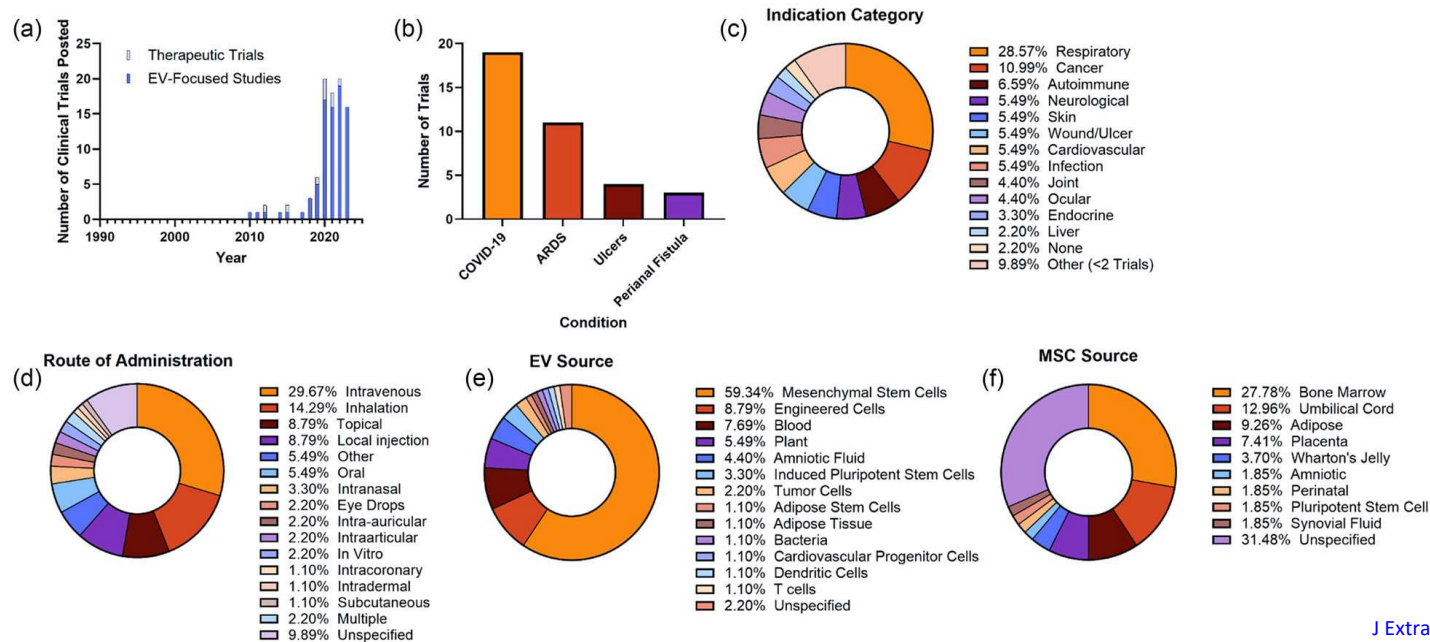 (a)
Number of Clinical Trials Posted
25
20
15
10
5
0
Therapeutic Trials
EV-Focused Studies
1990
2000
2010
2020
Year
(b)
Number of Trials
20
15
10
5
0
COVID-19
ARDS
Ulcers
Perianal Fistula
Condition
(c)
Indication Category
28.57% Respiratory
10.99% Cancer
6.59% Autoimmune
5.49% Neurological
5.49% Skin
5.49% Wound/Ulcer
5.49% Cardiovascular
5.49% Infection
4.40% Joint
4.40% Ocular
3.30% Endocrine
2.20% Liver
2.20% None
9.89% Other (<2 Trials)
(d)
Route of Administration
29.67% Intravenous
14.29% Inhalation
8.79% Topical
8.79% Local injection
5.49% Other
5.49% Oral
3.30% Intranasal
2.20% Eye Drops
2.20% Intra-auricular
2.20% Intraarticular
2.20% In Vitro
1.10% Intracoronary
1.10% Intradermal
1.10% Subcutaneous
2.20% Multiple
9.89% Unspecified
(e)
EV Source
59.34% Mesenchymal Stem Cells
8.79% Engineered Cells
7.69% Blood
5.49% Plant
4.40% Amniotic Fluid
3.30% Induced Pluripotent Stem Cells
2.20% Tumor Cells
1.10% Adipose Stem Cells
1.10% Adipose Tissue
1.10% Bacteria
1.10% Cardiovascular Progenitor Cells
1.10% Dendritic Cells
1.10% T cells
2.20% Unspecified
(f)
MSC Source
27.78% Bone Marrow
12.96% Umbilical Cord
9.26% Adipose
7.41% Placenta
3.70% Wharton's Jelly
1.85% Amniotic
1.85% Perinatal
1.85% Pluripotent Stem Cell
1.85% Synovial Fluid
31.48% Unspecified
J Extra